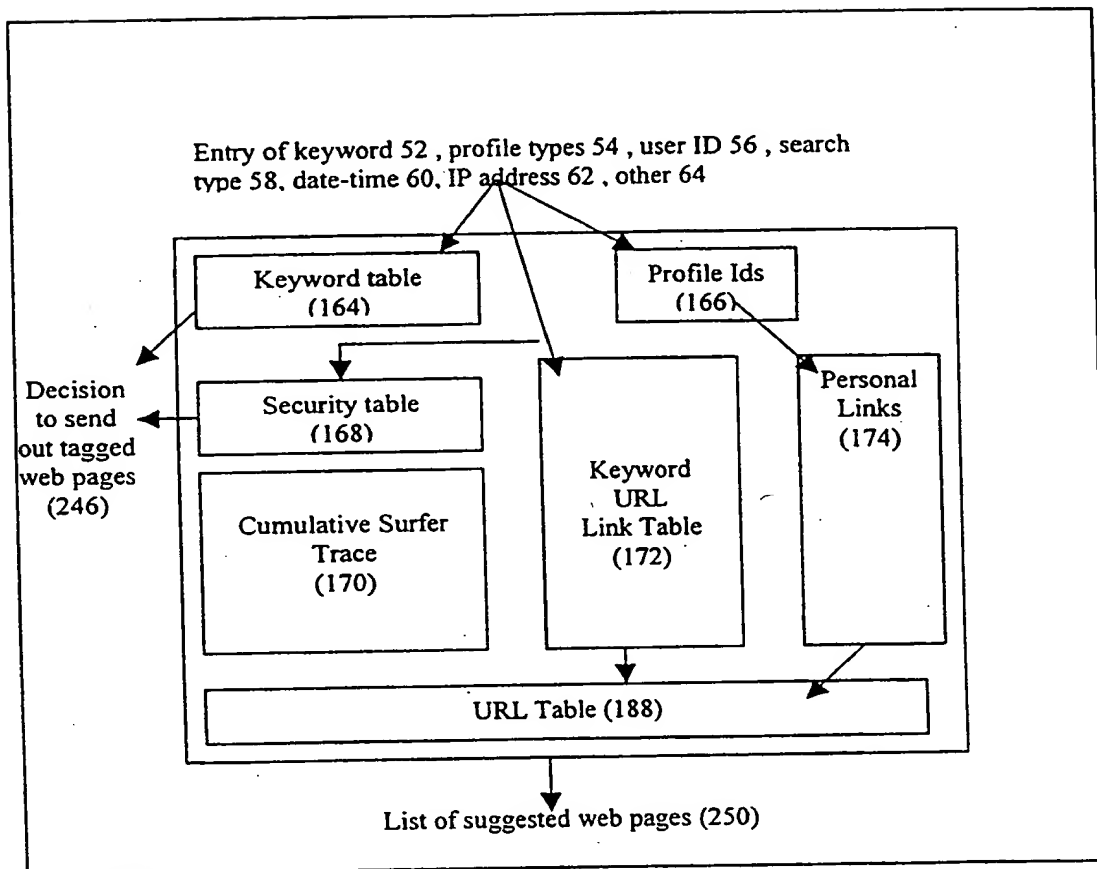 Entry of keyword 52 , profile types 54 , user ID 56 , search
type 58, date-time 60, IP address 62 , other 64
Keyword table
(164)
Profile Ids
(166)
Decision
to send
out tagged
web pages
(246)
Security table
(168)
Personal
Links
(174)
Keyword
URL
Link Table
(172)
Cumulative Surfer
Trace
(170)
URL Table (188)
List of suggested web pages (250)